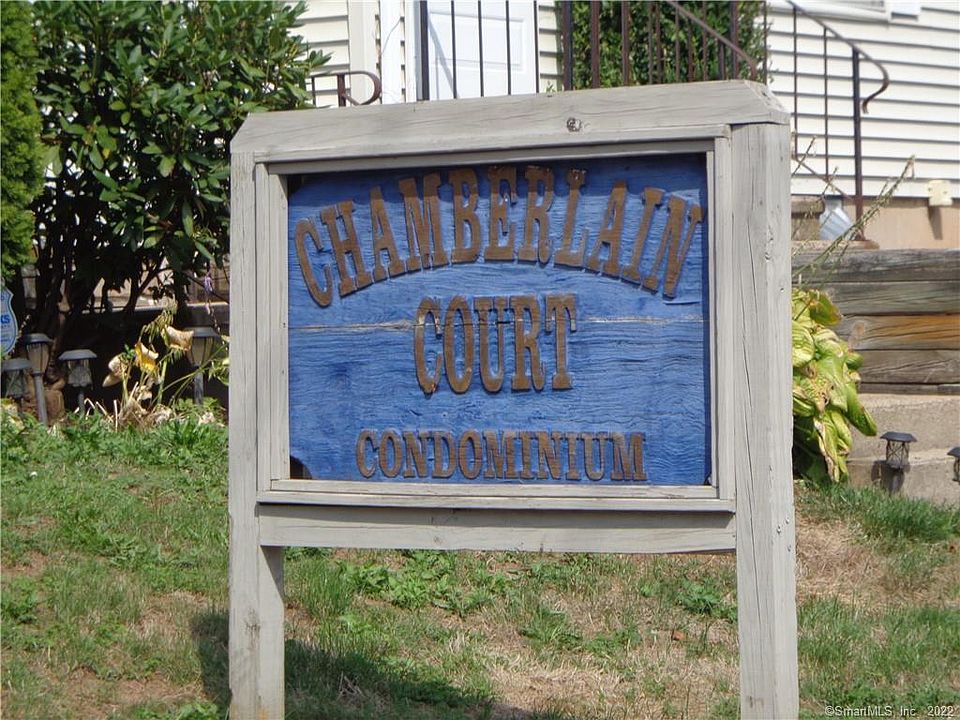 CHAMBERLAIN
COURT
CONDOMINIUM
©SmartMLS, Inc 2022